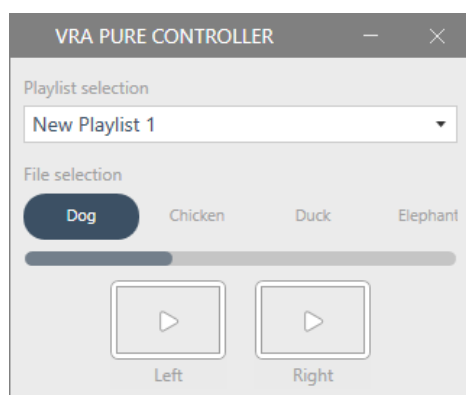 VRA PURE CONTROLLER
Playlist selection
New Playlist 1
File selection
Dog Chicken Duck Elephant
Left Right